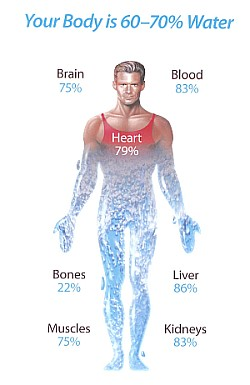 Your Body is 60–70% Water
Brain
75%
Blood
83%
Heart
79%
Bones
22%
Liver
86%
Muscles
75%
Kidneys
83%